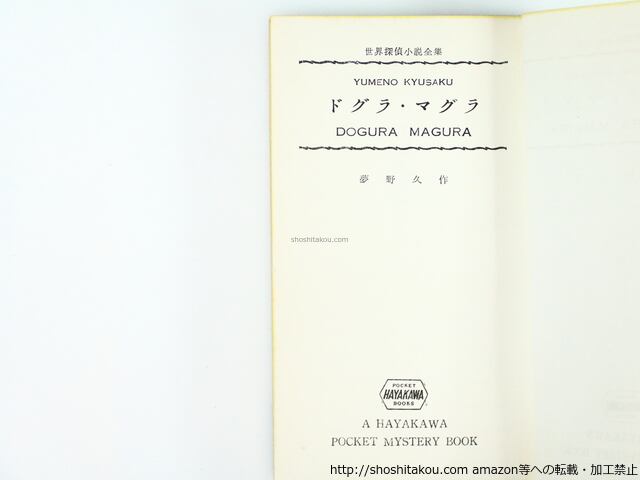 世界探偵小説全集
YUMENO KYUSAKU
ドグラ・マグラ
DOGURA MAGURA
夢野久作
shoshitakou.com
POCKET
HAYAKAWA
BOOKS
A HAYAKAWA
POCKET MYSTERY BOOK
http://shoshitakou.com amazon等への転載・加工禁止